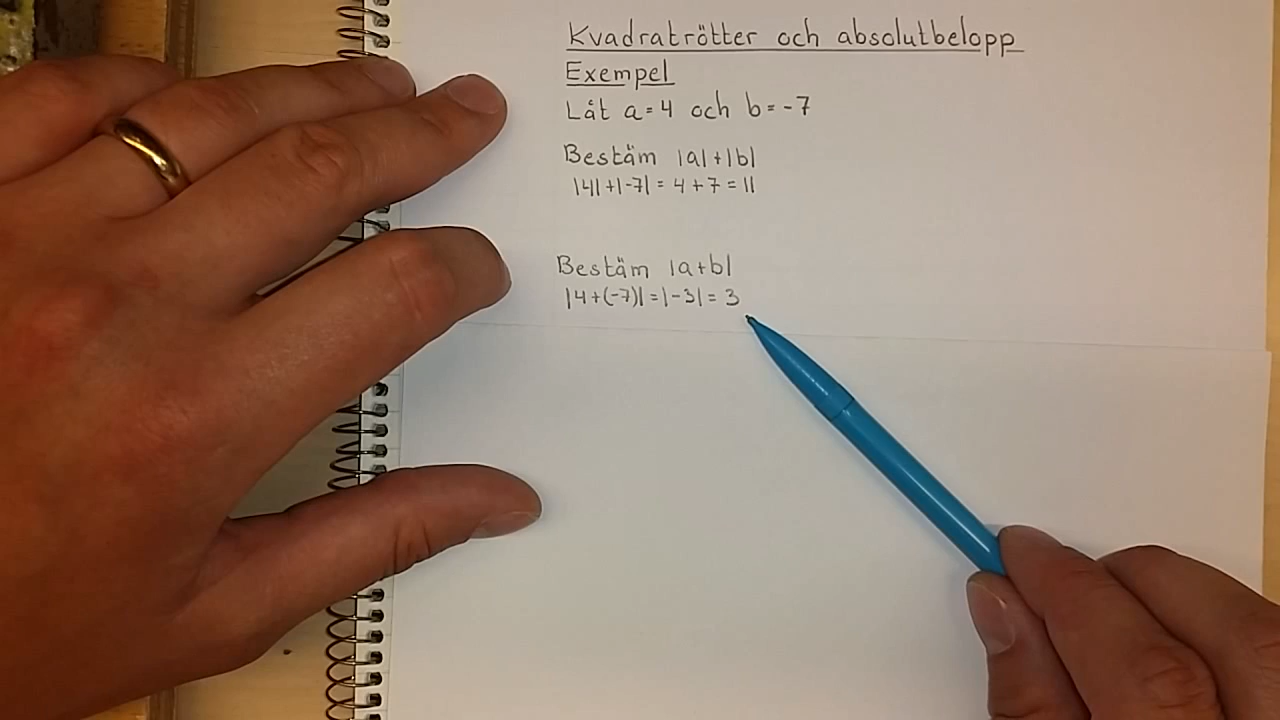 Kvadratrötter och absolutbelopp
Exempel
Låt a=4 och b=-7
Bestäm |a|+|b|
|4|+|-7| = 4+7 = 11
Bestäm |a+b|
|4+(-7)| = |-3| = 3